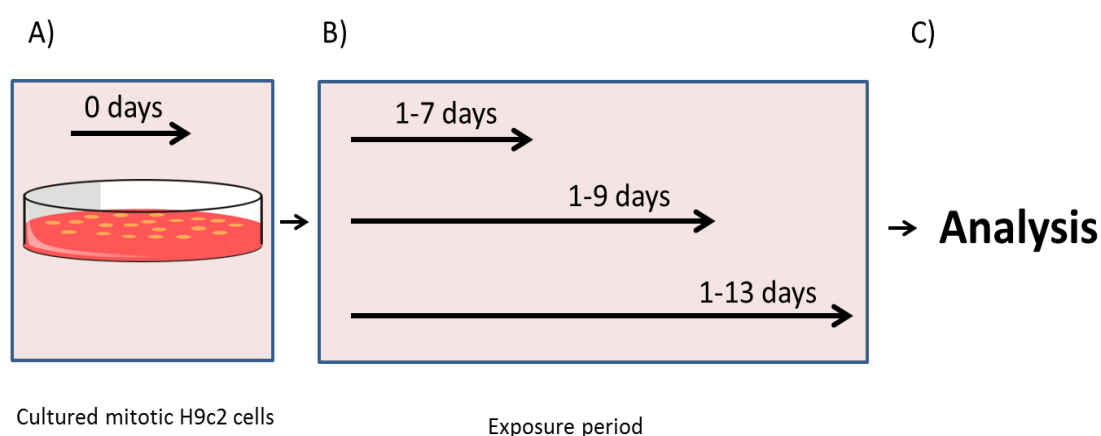 A)
B)
C)
0 days
1-7 days
1-9 days
1-13 days
Analysis
Cultured mitotic H9c2 cells
Exposure period